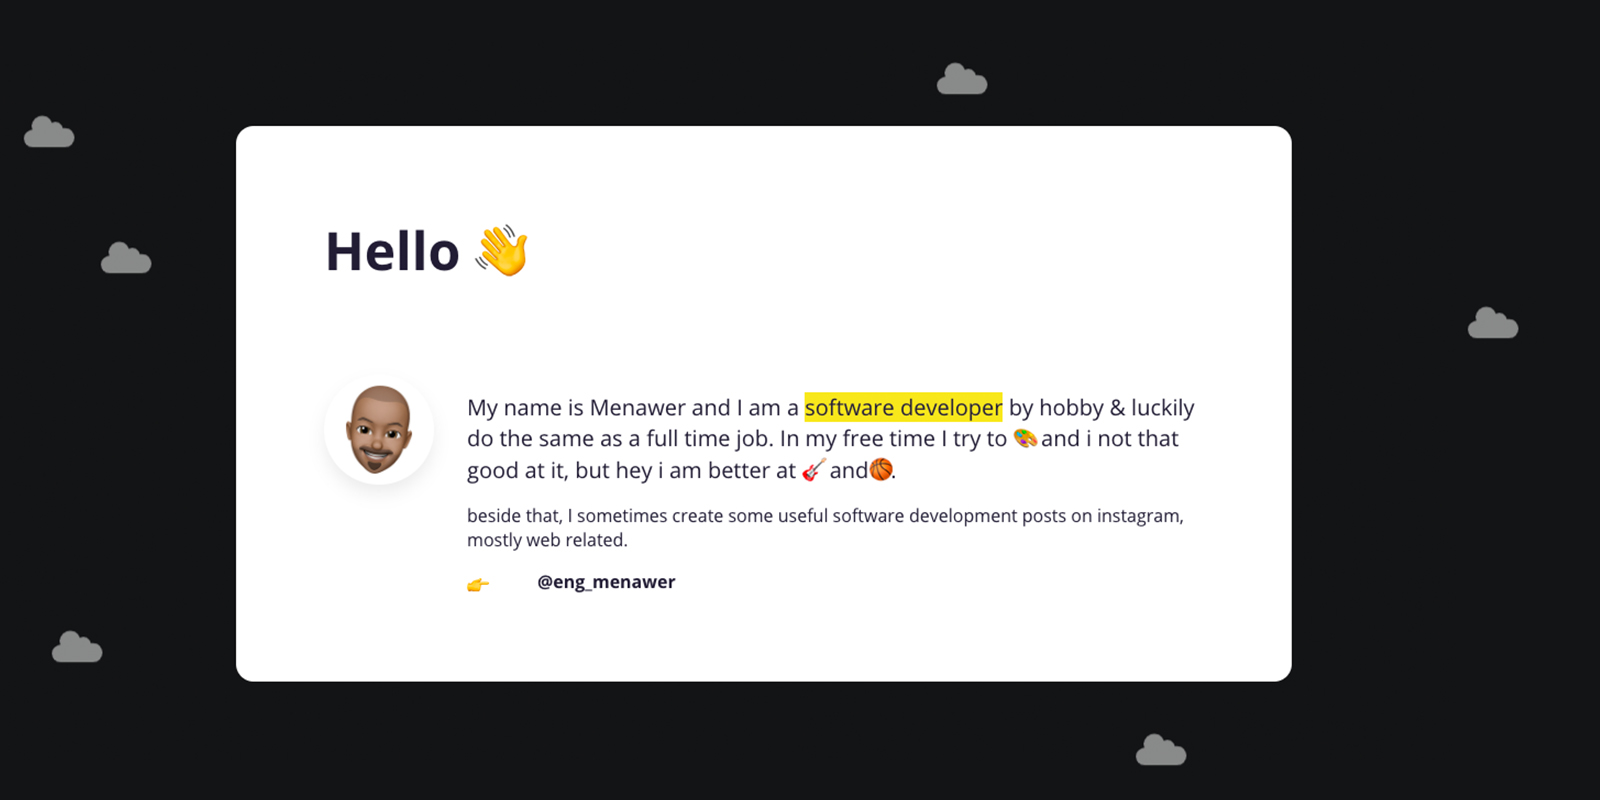 Hello 👋
My name is Menawer and I am a software developer by hobby & luckily
do the same as a full time job. In my free time I try to 🎨 and i not that
good at it, but hey i am better at 🎸 and🏀.
beside that, I sometimes create some useful software development posts on instagram,
mostly web related.
👉 @eng_menawer